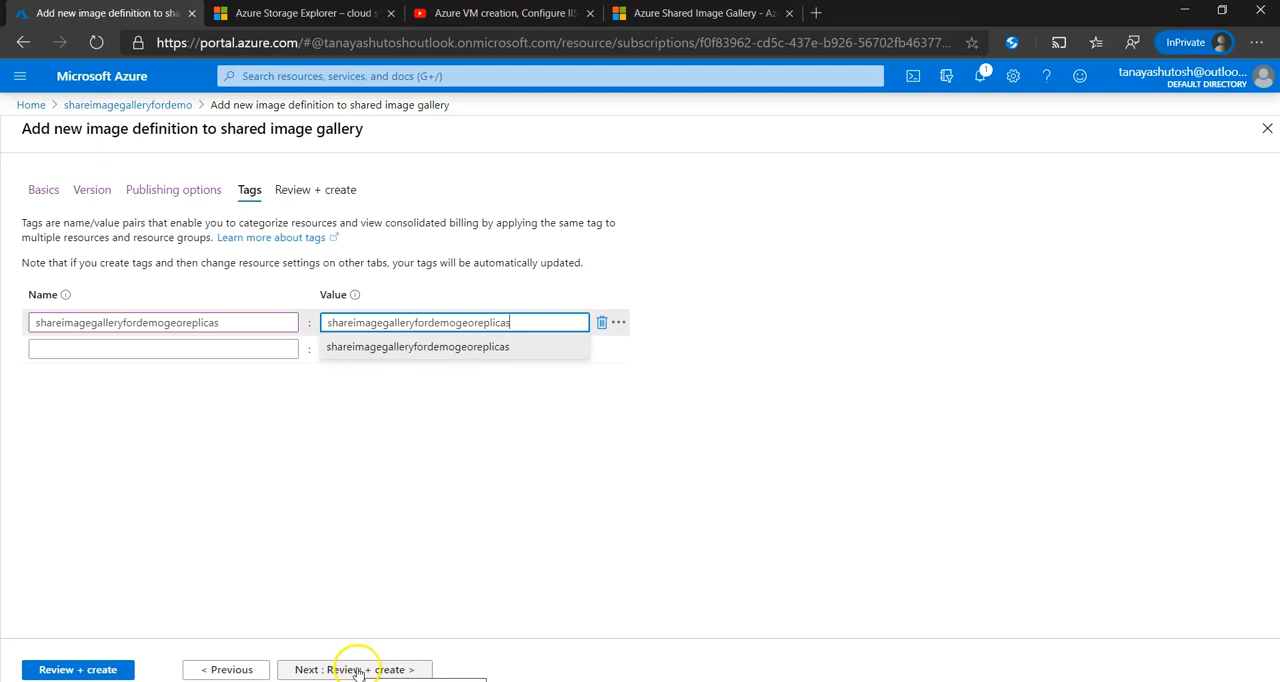 Add new image definition to sha
Azure Storage Explorer – cloud s
Azure VM creation, Configure IIS
Azure Shared Image Gallery - Az
https://portal.azure.com/#@tanayashutoshoutlook.onmicrosoft.com/resource/subscriptions/f0f83962-cd5c-437e-b926-56702fb46377...
InPrivate
Microsoft Azure
Search resources, services, and docs (G+/)
1
tanayashutosh@outloo...
DEFAULT DIRECTORY
Home > shareimagegalleryfordemo > Add new image definition to shared image gallery
Add new image definition to shared image gallery
Basics Version Publishing options Tags Review + create
Tags are name/value pairs that enable you to categorize resources and view consolidated billing by applying the same tag to
multiple resources and resource groups. Learn more about tags
Note that if you create tags and then change resource settings on other tabs, your tags will be automatically updated.
Name Value
shareimagegalleryfordemogeoreplicas : shareimagegalleryfordemogeoreplicas
: shareimagegalleryfordemogeoreplicas
Review + create < Previous Next : Review + create >